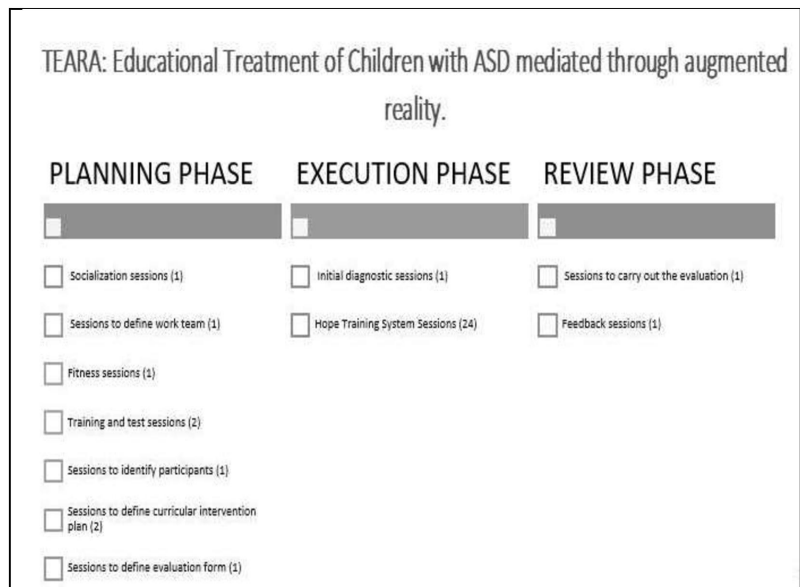 TEARA: Educational Treatment of Children with ASD mediated through augmented
reality.
PLANNING PHASE
Socialization sessions (1)
Sessions to define work team (1)
Fitness sessions (1)
Training and test sessions (2)
Sessions to identify participants (1)
Sessions to define curricular intervention
plan (2)
Sessions to define evaluation form (1)
EXECUTION PHASE
Initial diagnostic sessions (1)
Hope Training System Sessions (24)
REVIEW PHASE
Sessions to carry out the evaluation (1)
Feedback sessions (1)